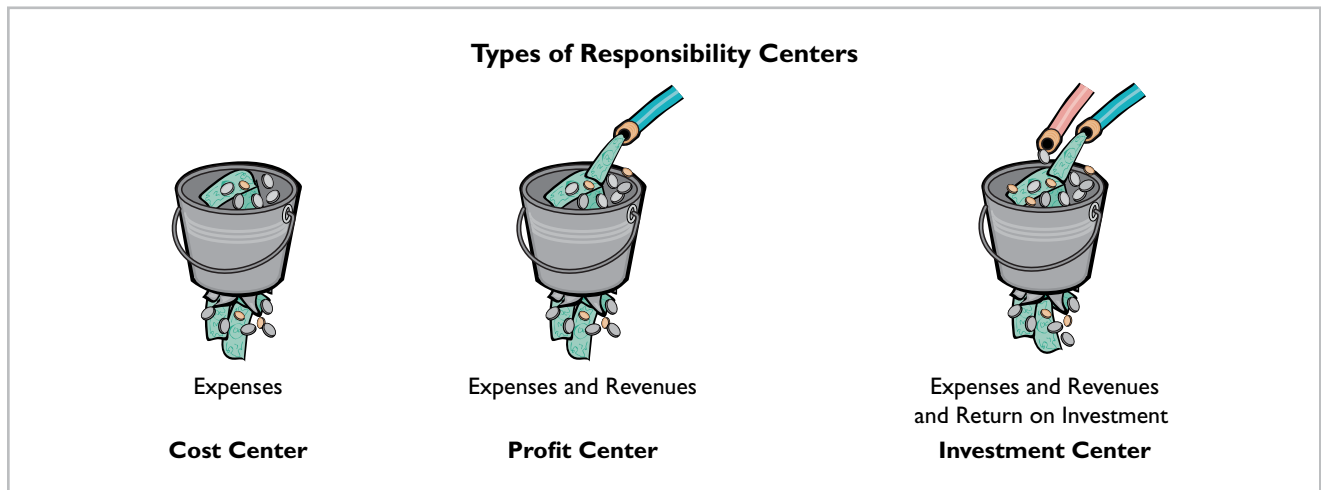 Types of Responsibility Centers
Expenses
Cost Center
Expenses and Revenues
Profit Center
Expenses and Revenues
and Return on Investment
Investment Center